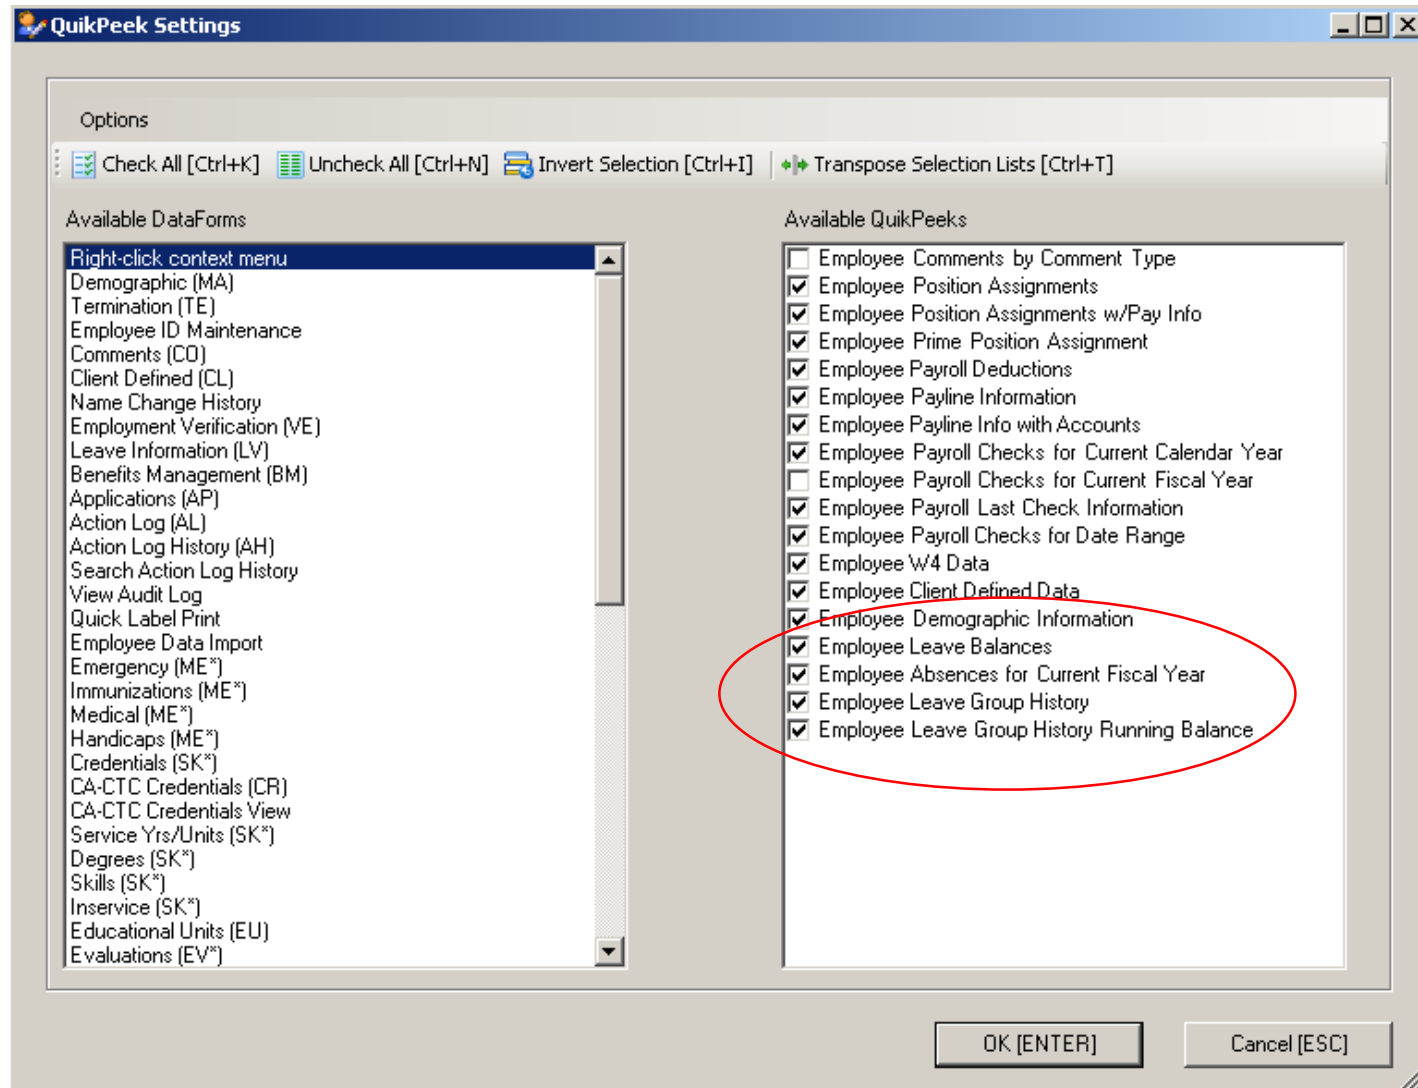 QuikPeek Settings
Options
Check All [Ctrl+K] Uncheck All [Ctrl+N] Invert Selection [Ctrl+I] Transpose Selection Lists [Ctrl+T]
Available DataForms
Right-click context menu
Demographic (MA)
Termination (TE)
Employee ID Maintenance
Comments (CO)
Client Defined (CL)
Name Change History
Employment Verification (VE)
Leave Information (LV)
Benefits Management (BM)
Applications (AP)
Action Log (AL)
Action Log History (AH)
Search Action Log History
View Audit Log
Quick Label Print
Employee Data Import
Emergency (ME*)
Immunizations (ME*)
Medical (ME*)
Handicaps (ME*)
Credentials (SK*)
CA-CTC Credentials (CR)
CA-CTC Credentials View
Service Yrs/Units (SK*)
Degrees (SK*)
Skills (SK*)
Inservice (SK*)
Educational Units (EU)
Evaluations (EV*)
Available QuikPeeks
Employee Comments by Comment Type
Employee Position Assignments
Employee Position Assignments w/Pay Info
Employee Prime Position Assignment
Employee Payroll Deductions
Employee Payline Information
Employee Payline Info with Accounts
Employee Payroll Checks for Current Calendar Year
Employee Payroll Checks for Current Fiscal Year
Employee Payroll Last Check Information
Employee Payroll Checks for Date Range
Employee W4 Data
Employee Client Defined Data
Employee Demographic Information
Employee Leave Balances
Employee Absences for Current Fiscal Year
Employee Leave Group History
Employee Leave Group History Running Balance
OK [ENTER]
Cancel [ESC]